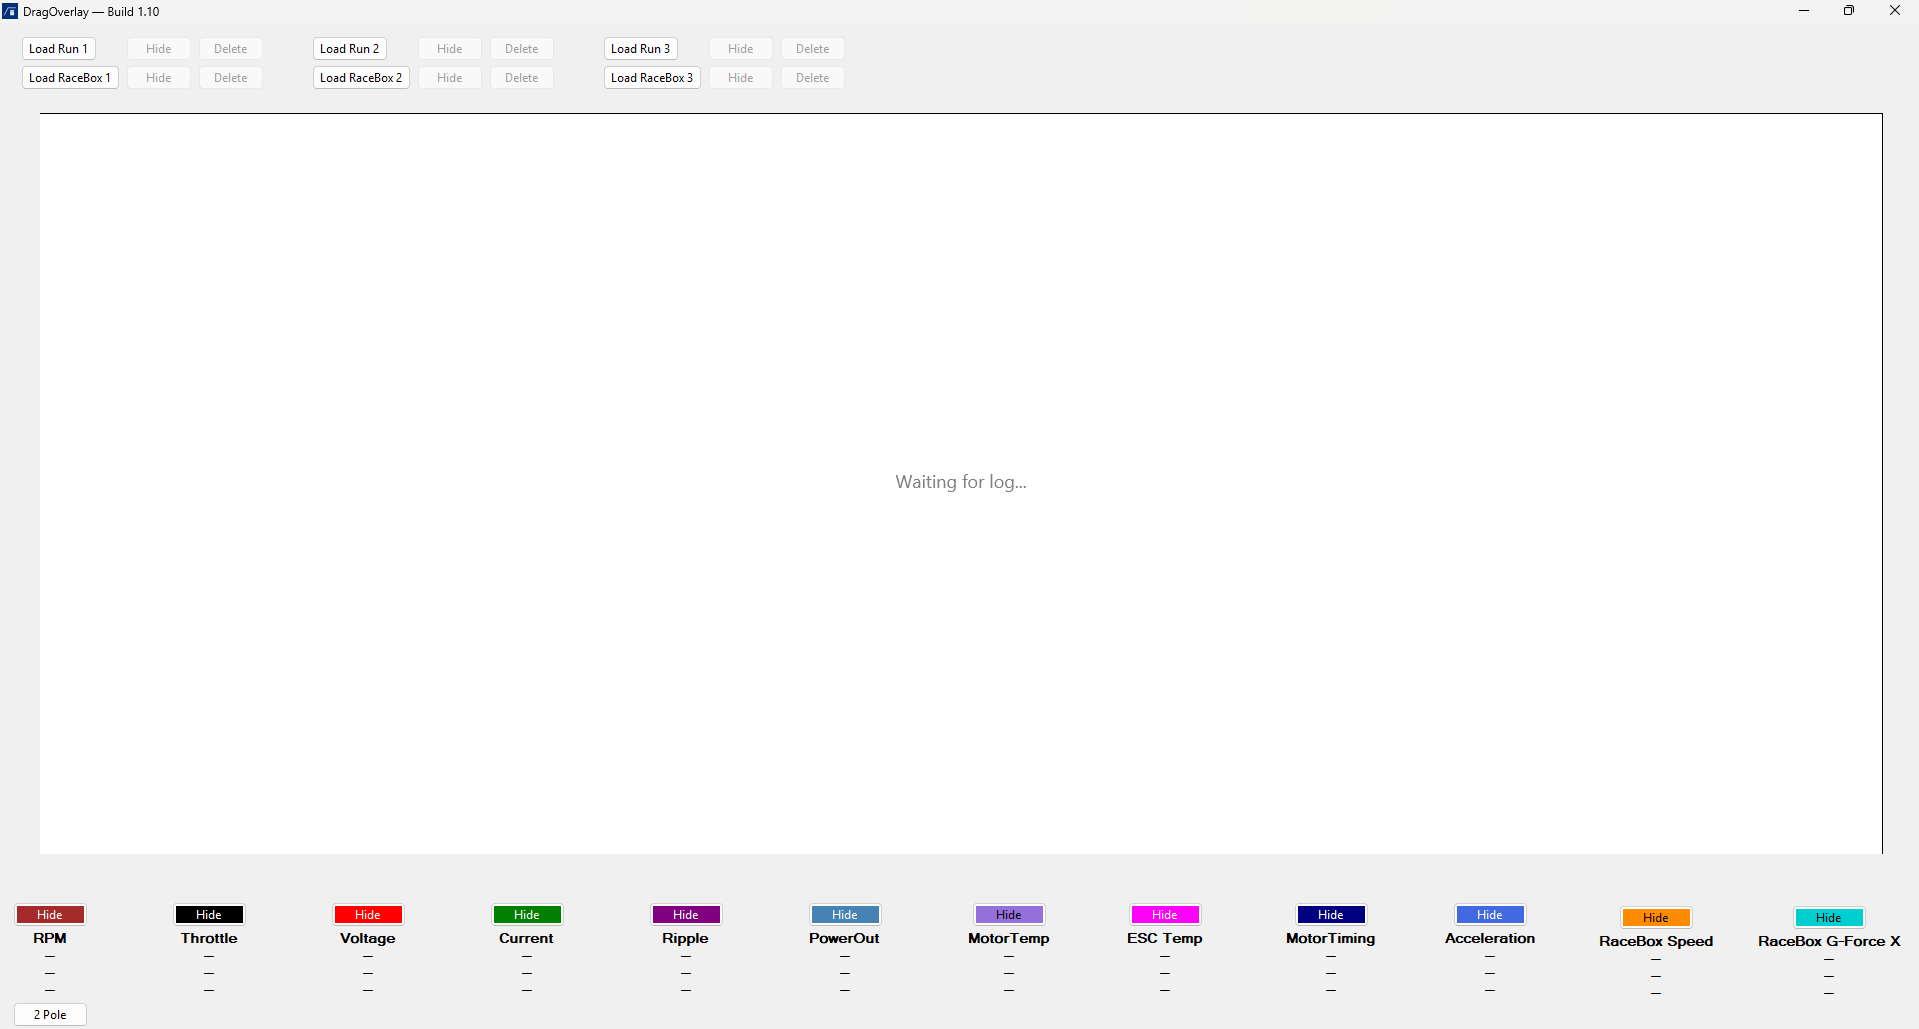 DragOverlay — Build 1.10
Load Run 1 Hide Delete Load Run 2 Hide Delete Load Run 3 Hide Delete
Load RaceBox 1 Hide Delete Load RaceBox 2 Hide Delete Load RaceBox 3 Hide Delete
Waiting for log...
Hide Hide Hide Hide Hide Hide Hide Hide Hide Hide Hide Hide
RPM Throttle Voltage Current Ripple PowerOut MotorTemp ESC Temp MotorTiming Acceleration RaceBox Speed RaceBox G-Force X
— — — — — — — — — — — —
— — — — — — — — — — — —
— — — — — — — — — — — —
2 Pole